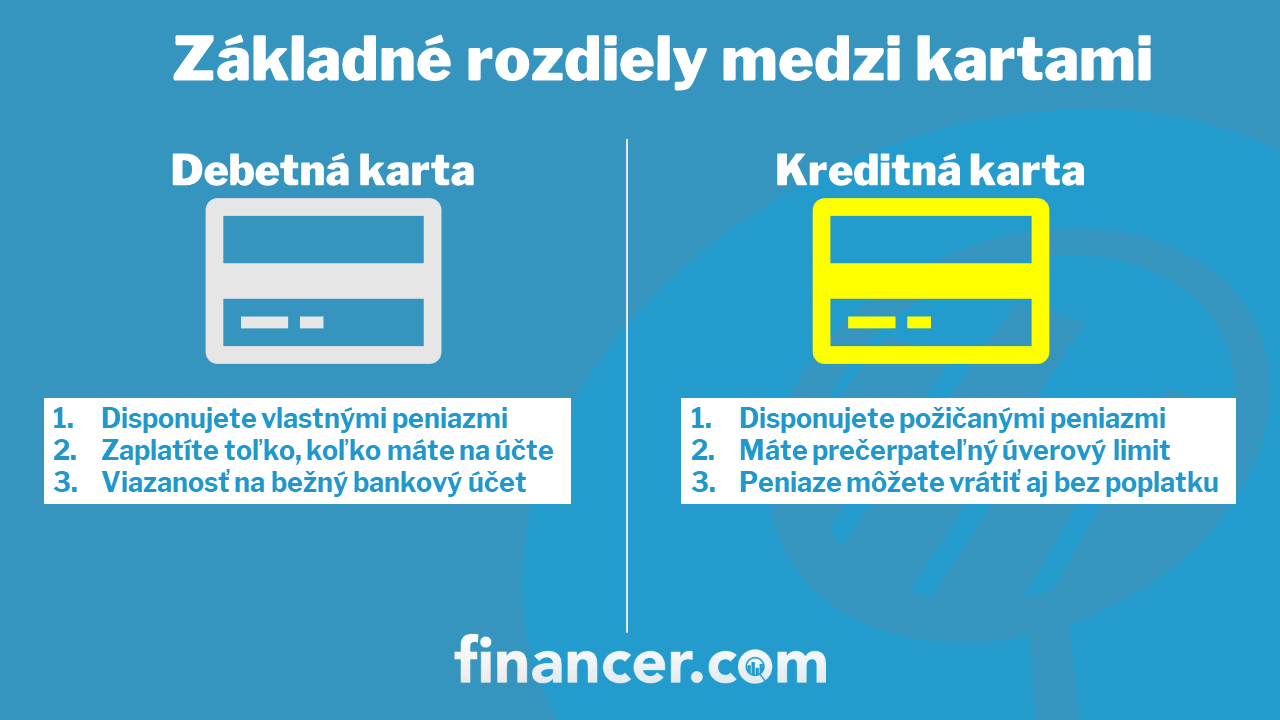 Základné rozdiely medzi kartami
Debetná karta
1. Disponujete vlastnými peniazmi
2. Zaplatíte toľko, koľko máte na účte
3. Viazanosť na bežný bankový účet
Kreditná karta
1. Disponujete požičanými peniazmi
2. Máte prečerpateľný úverový limit
3. Peniaze môžete vrátiť aj bez poplatku
financer.com